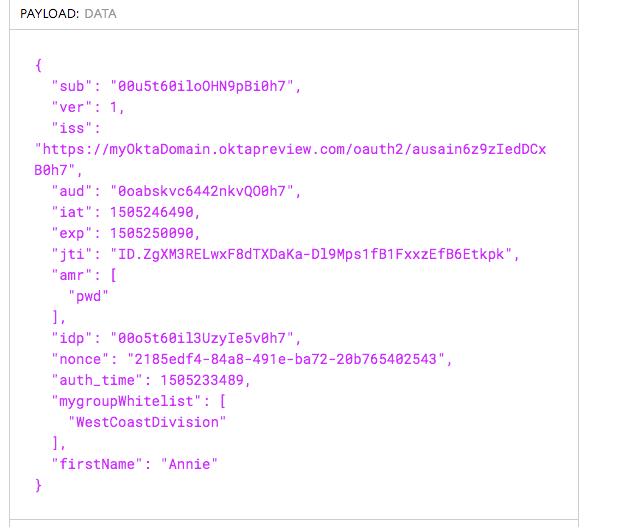 PAYLOAD: DATA
{
"sub": "00u5t60iloOHN9pBi0h7",
"ver": 1,
"iss":
"https://myOktaDomain.oktapreview.com/oauth2/ausain6z9zIedDCx
B0h7",
"aud": "0oabskvc6442nkvQO0h7",
"iat": 1505246490,
"exp": 1505250090,
"jti": "ID.ZgXM3RELwxF8dTXDaKa-Dl9Mps1fB1FxxzEfB6Etkpk",
"amr": [
"pwd"
],
"idp": "00o5t60il3UzyIe5v0h7",
"nonce": "2185edf4-84a8-491e-ba72-20b765402543",
"auth_time": 1505233489,
"mygroupWhitelist": [
"WestCoastDivision"
],
"firstName": "Annie"
}